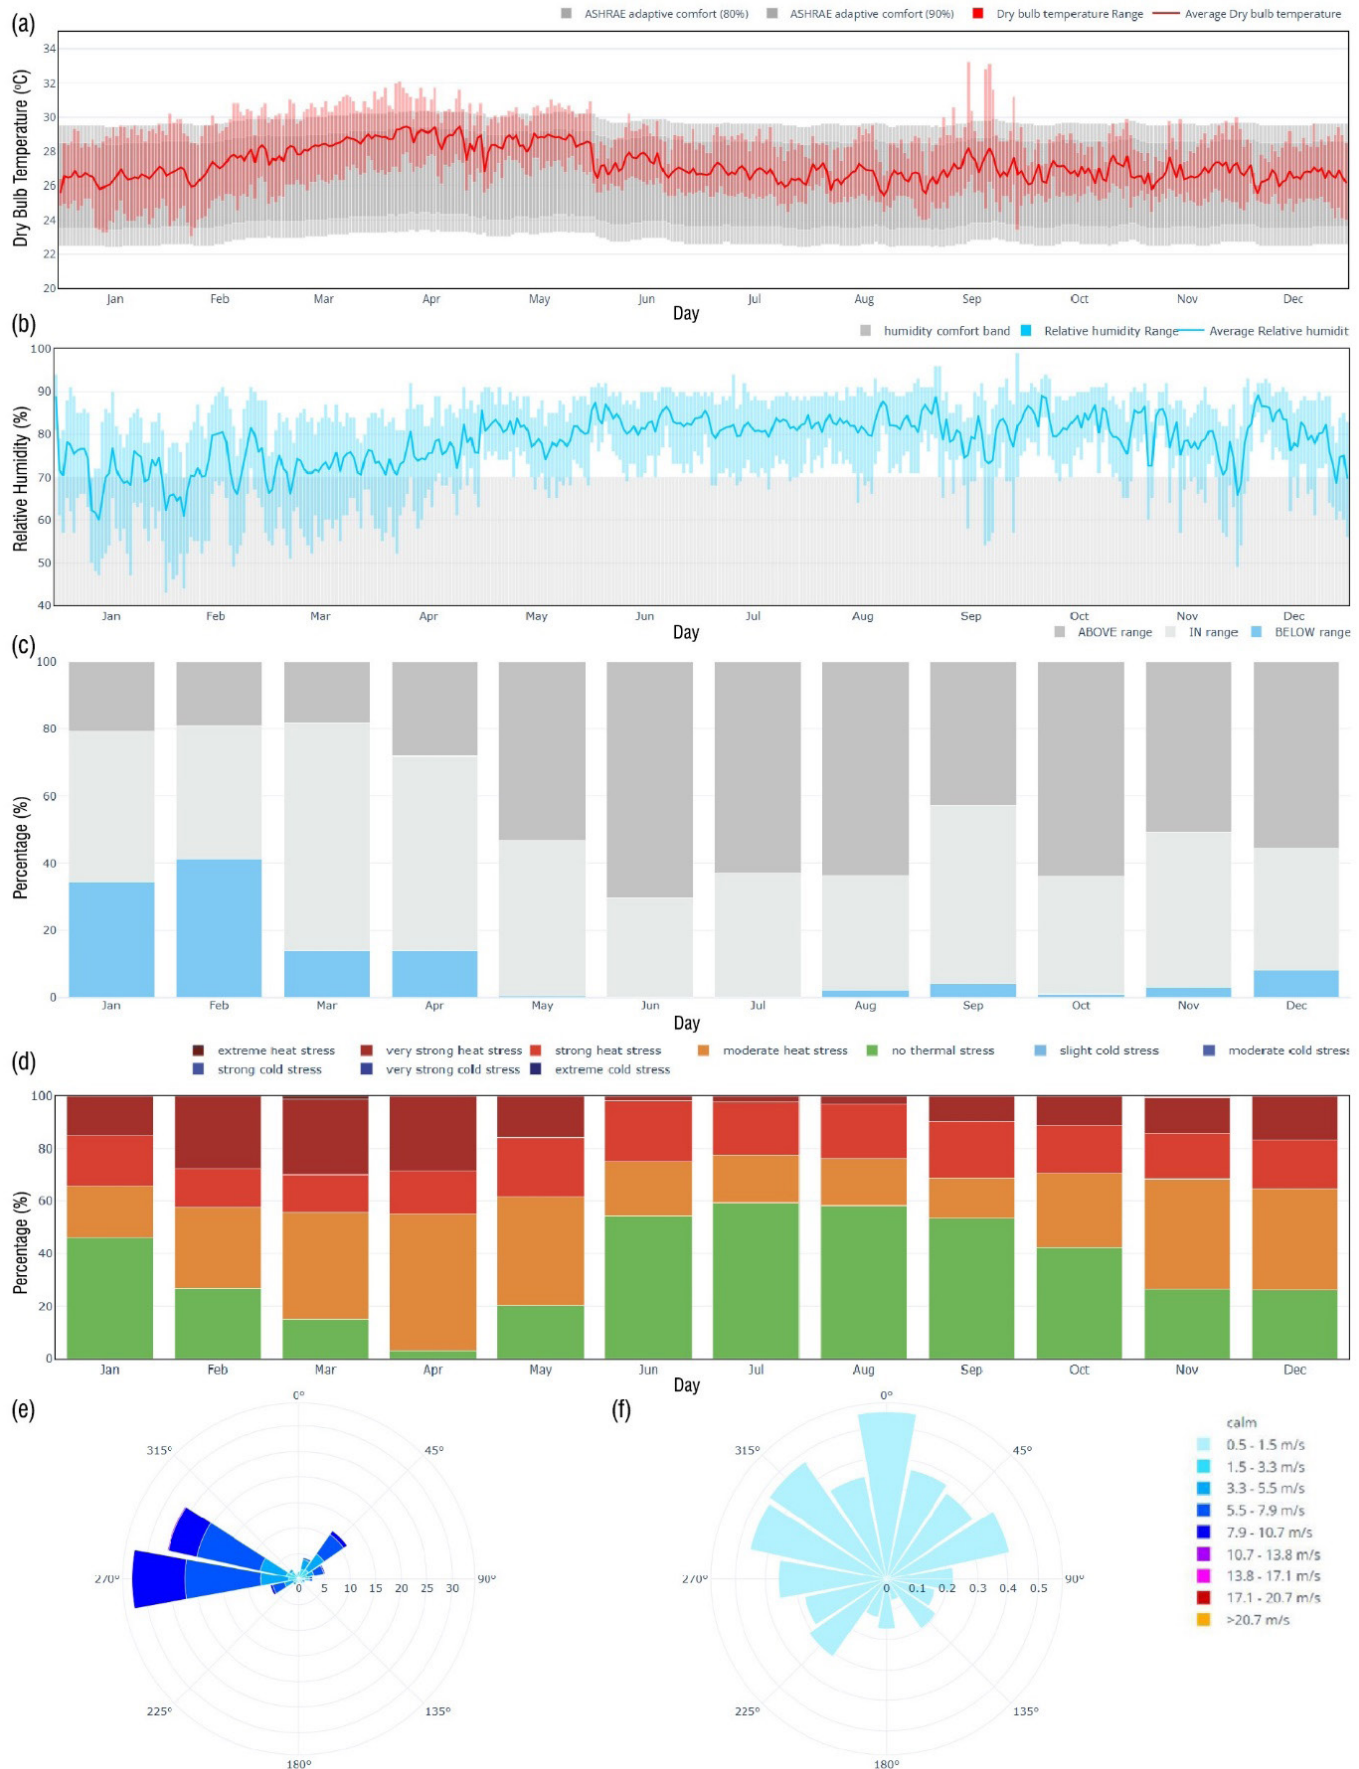 (a)
ASHRAE adaptive comfort (80%) ASHRAE adaptive comfort (90%) Dry bulb temperature Range Average Dry bulb temperature
Dry Bulb Temperature (ºC)
34
32
30
28
26
24
22
20
Jan Feb Mar Apr May Jun Jul Aug Sep Oct Nov Dec
Day
(b)
humidity comfort band Relative humidity Range Average Relative humidit
Relative Humidity (%)
100
90
80
70
60
50
40
Jan Feb Mar Apr May Jun Jul Aug Sep Oct Nov Dec
Day
(c)
ABOVE range IN range BELOW range
Percentage (%)
100
80
60
40
20
0
Jan Feb Mar Apr May Jun Jul Aug Sep Oct Nov Dec
Day
(d)
extreme heat stress very strong heat stress strong heat stress moderate heat stress no thermal stress slight cold stress moderate cold stress
strong cold stress very strong cold stress extreme cold stress
Percentage (%)
100
80
60
40
20
0
Jan Feb Mar Apr May Jun Jul Aug Sep Oct Nov Dec
Day
(e)
0°
45°
90°
135°
180°
225°
270°
315°
0 5 10 15 20 25 30
(f)
0°
45°
90°
135°
180°
225°
270°
315°
0 0.1 0.2 0.3 0.4 0.5
calm
0.5 - 1.5 m/s
1.5 - 3.3 m/s
3.3 - 5.5 m/s
5.5 - 7.9 m/s
7.9 - 10.7 m/s
10.7 - 13.8 m/s
13.8 - 17.1 m/s
17.1 - 20.7 m/s
>20.7 m/s